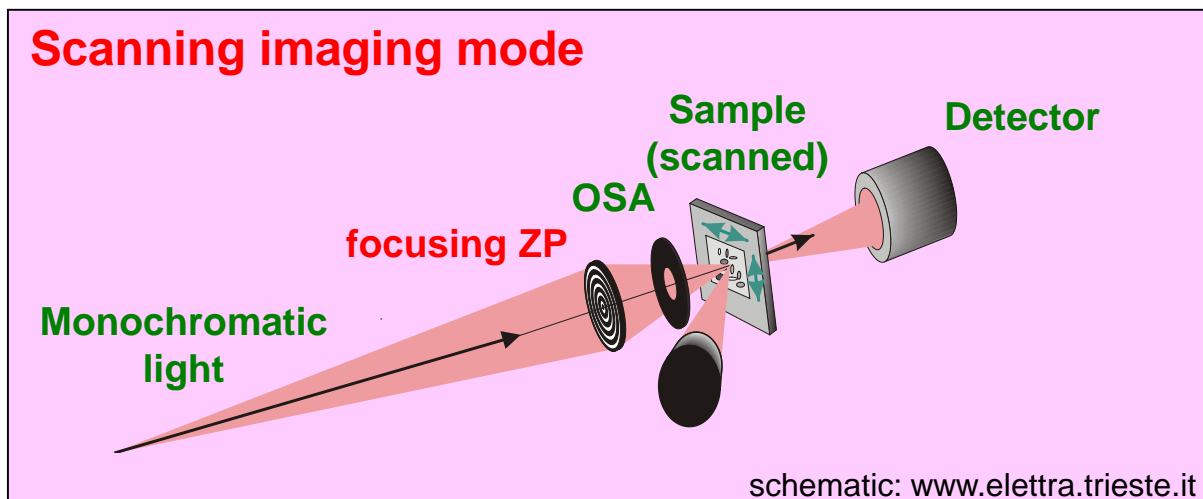 Scanning imaging mode
Sample
(scanned)
Detector
OSA
focusing ZP
Monochromatic
light
schematic: www.elettra.trieste.it